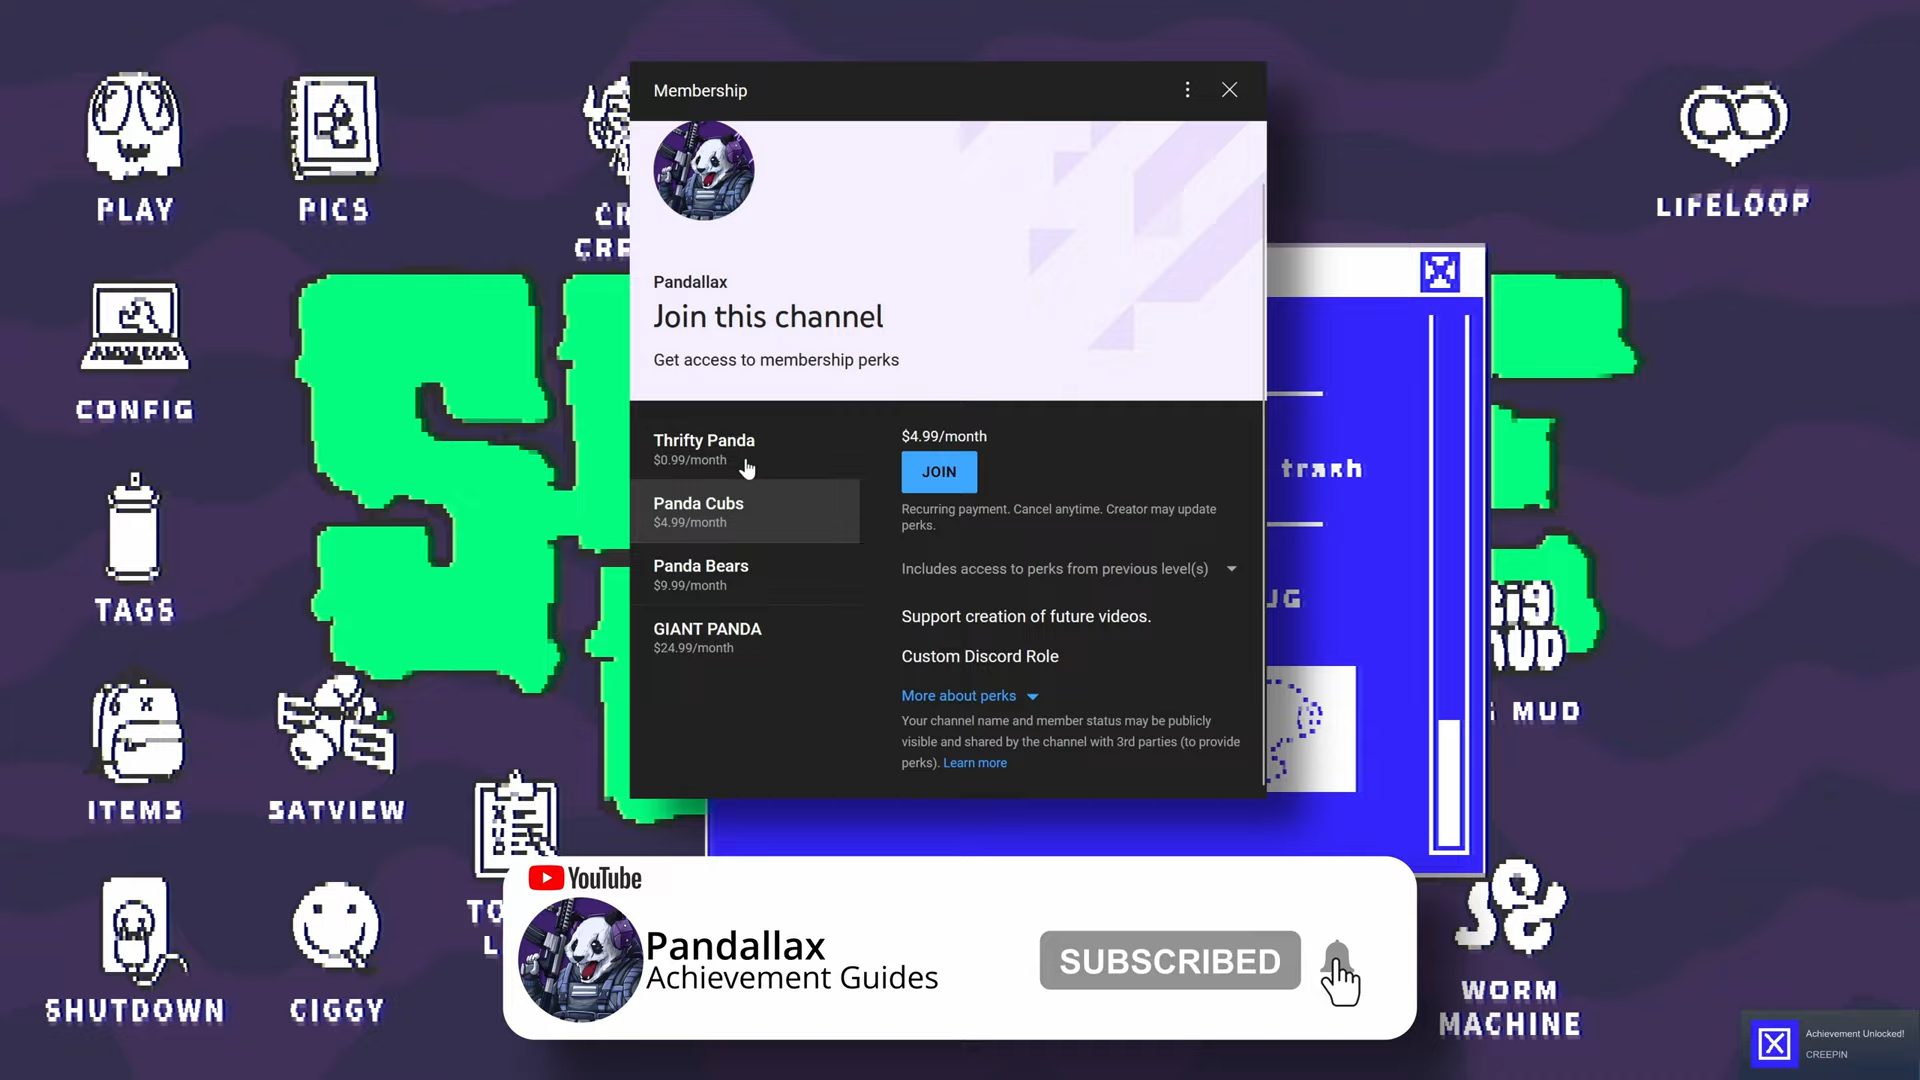 Membership
PLAY
PICS
CR
CRE
LIFELOOP
Pandallax
Join this channel
Get access to membership perks
CONFIG
Thrifty Panda
$0.99/month
$4.99/month
JOIN
trash
Panda Cubs
$4.99/month
Recurring payment. Cancel anytime. Creator may update
perks.
Panda Bears
$9.99/month
Includes access to perks from previous level(s)
TAGS
Support creation of future videos.
GIANT PANDA
$24.99/month
Custom Discord Role
More about perks
Your channel name and member status may be publicly
visible and shared by the channel with 3rd parties (to provide
perks). Learn more
MUD
ITEMS
SATVIEW
YouTube
TO
L
Pandallax
Achievement Guides
SUBSCRIBED
SHUTDOWN
CIGGY
WORM
MACHINE
Achievement Unlocked!
CREEPIN